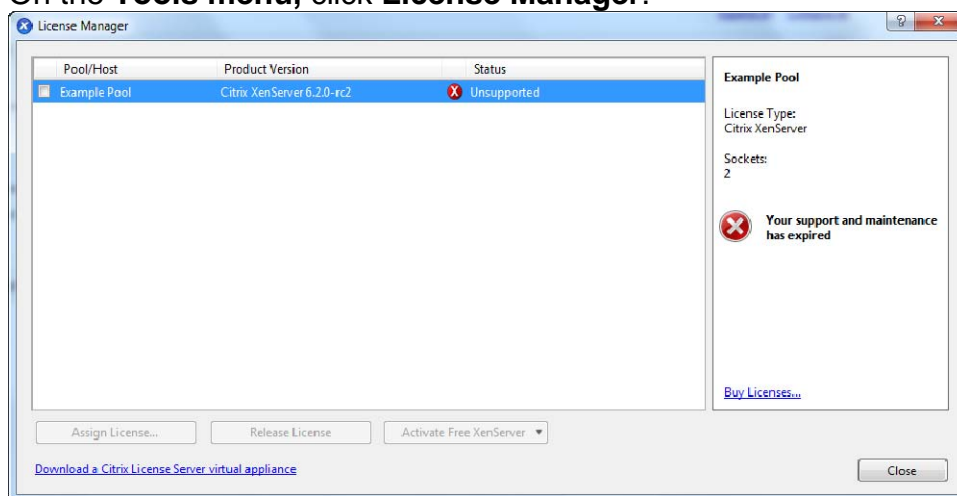 On the Tools menu, click License Manager.
License Manager
Pool/Host Product Version Status
Example Pool Citrix XenServer 6.2.0-rc2 Unsupported
Example Pool
License Type:
Citrix XenServer
Sockets:
2
Your support and maintenance
has expired
Buy Licenses...
Assign License... Release License Activate Free XenServer
Download a Citrix License Server virtual appliance
Close